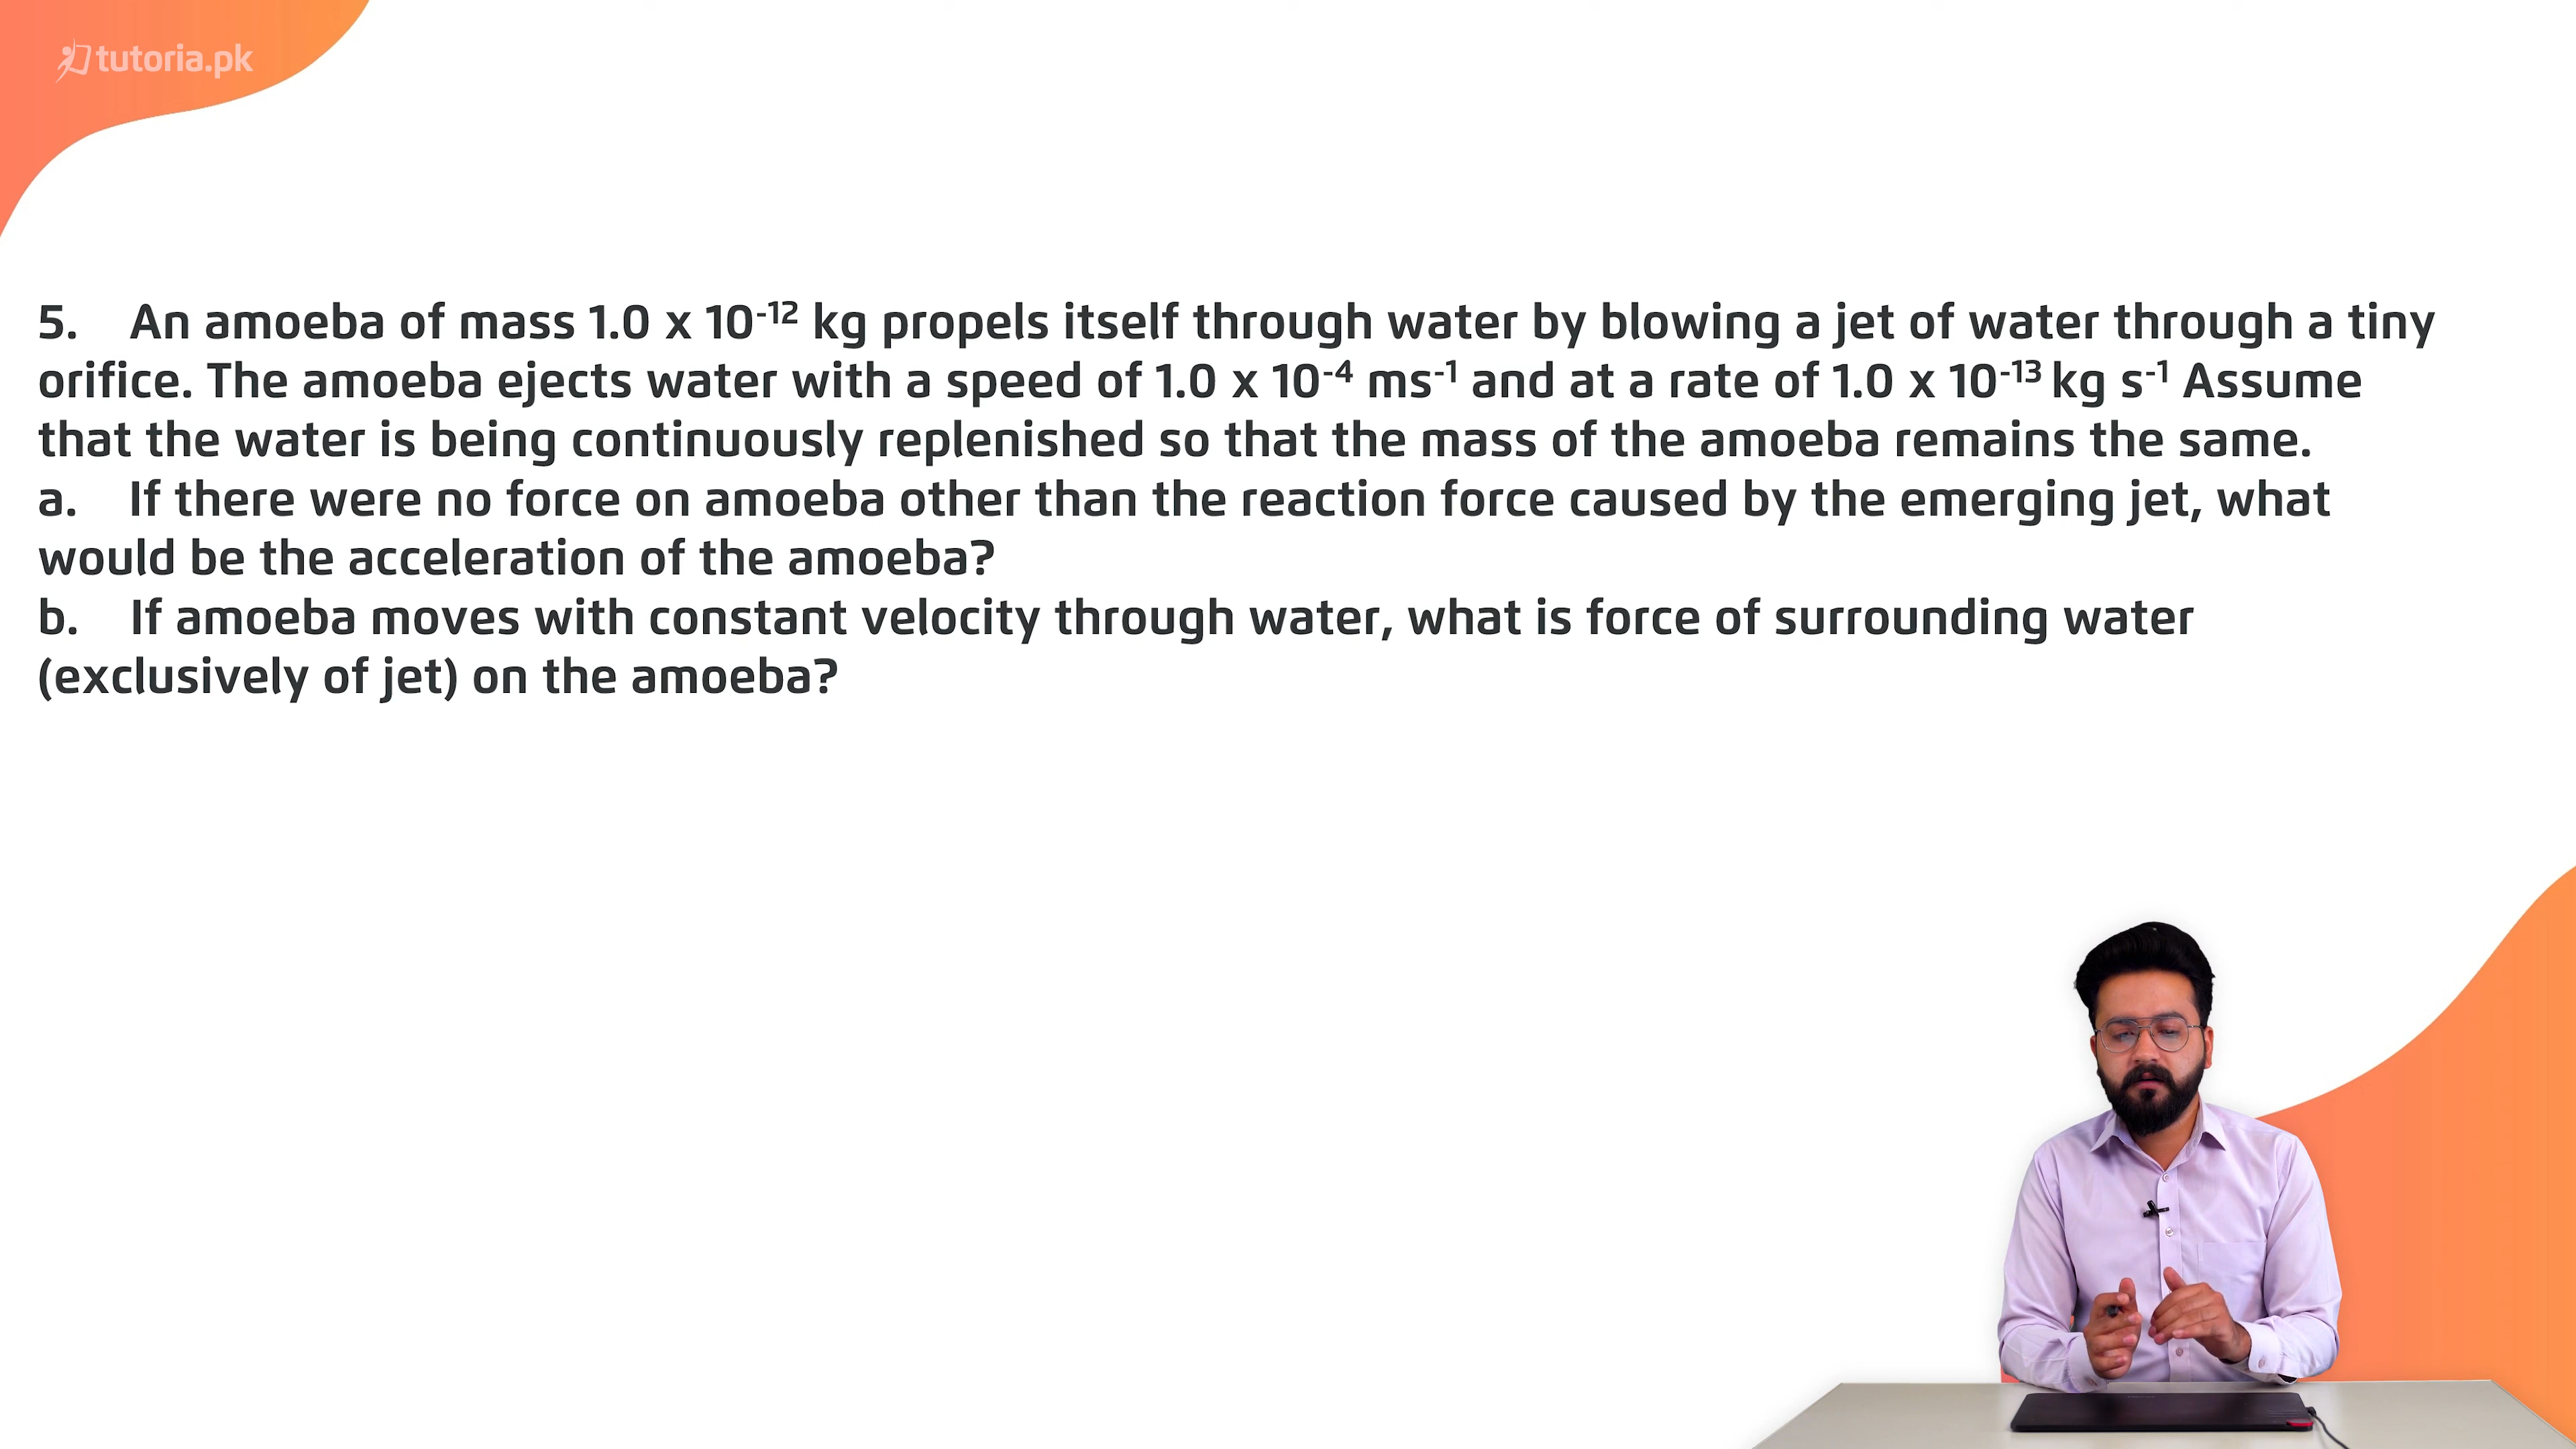 tutoria.pk
5. An amoeba of mass 1.0 x 10⁻¹² kg propels itself through water by blowing a jet of water through a tiny
orifice. The amoeba ejects water with a speed of 1.0 x 10⁻⁴ ms⁻¹ and at a rate of 1.0 x 10⁻¹³ kg s⁻¹ Assume
that the water is being continuously replenished so that the mass of the amoeba remains the same.
a. If there were no force on amoeba other than the reaction force caused by the emerging jet, what
would be the acceleration of the amoeba?
b. If amoeba moves with constant velocity through water, what is force of surrounding water
(exclusively of jet) on the amoeba?